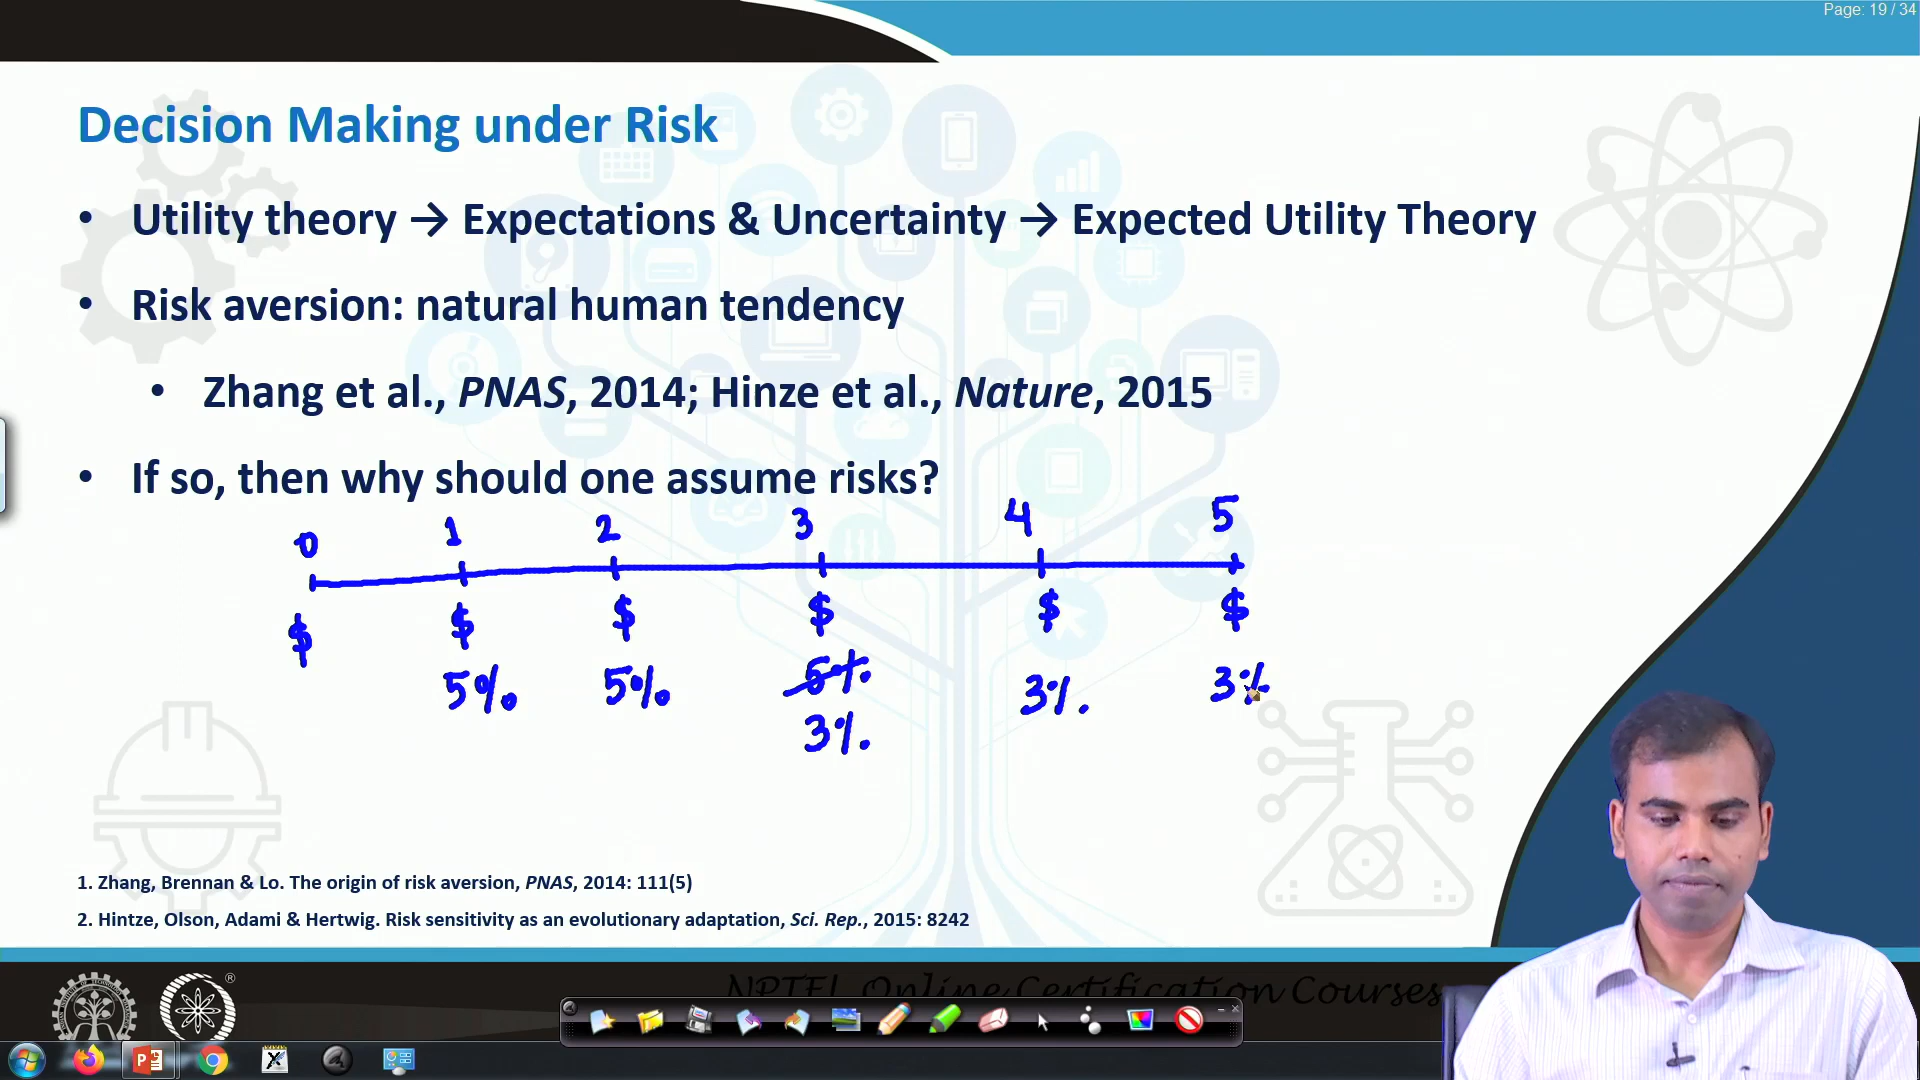 Page: 19 / 34
Decision Making under Risk
• Utility theory → Expectations & Uncertainty → Expected Utility Theory
• Risk aversion: natural human tendency
• Zhang et al., PNAS, 2014; Hinze et al., Nature, 2015
• If so, then why should one assume risks?
0 1 2 3 4 5
$ $ $ $ $ $
5% 5% 5% 3% 3%
3%
1. Zhang, Brennan & Lo. The origin of risk aversion, PNAS, 2014: 111(5)
2. Hintze, Olson, Adami & Hertwig. Risk sensitivity as an evolutionary adaptation, Sci. Rep., 2015: 8242
NPTEL Online Certification Courses